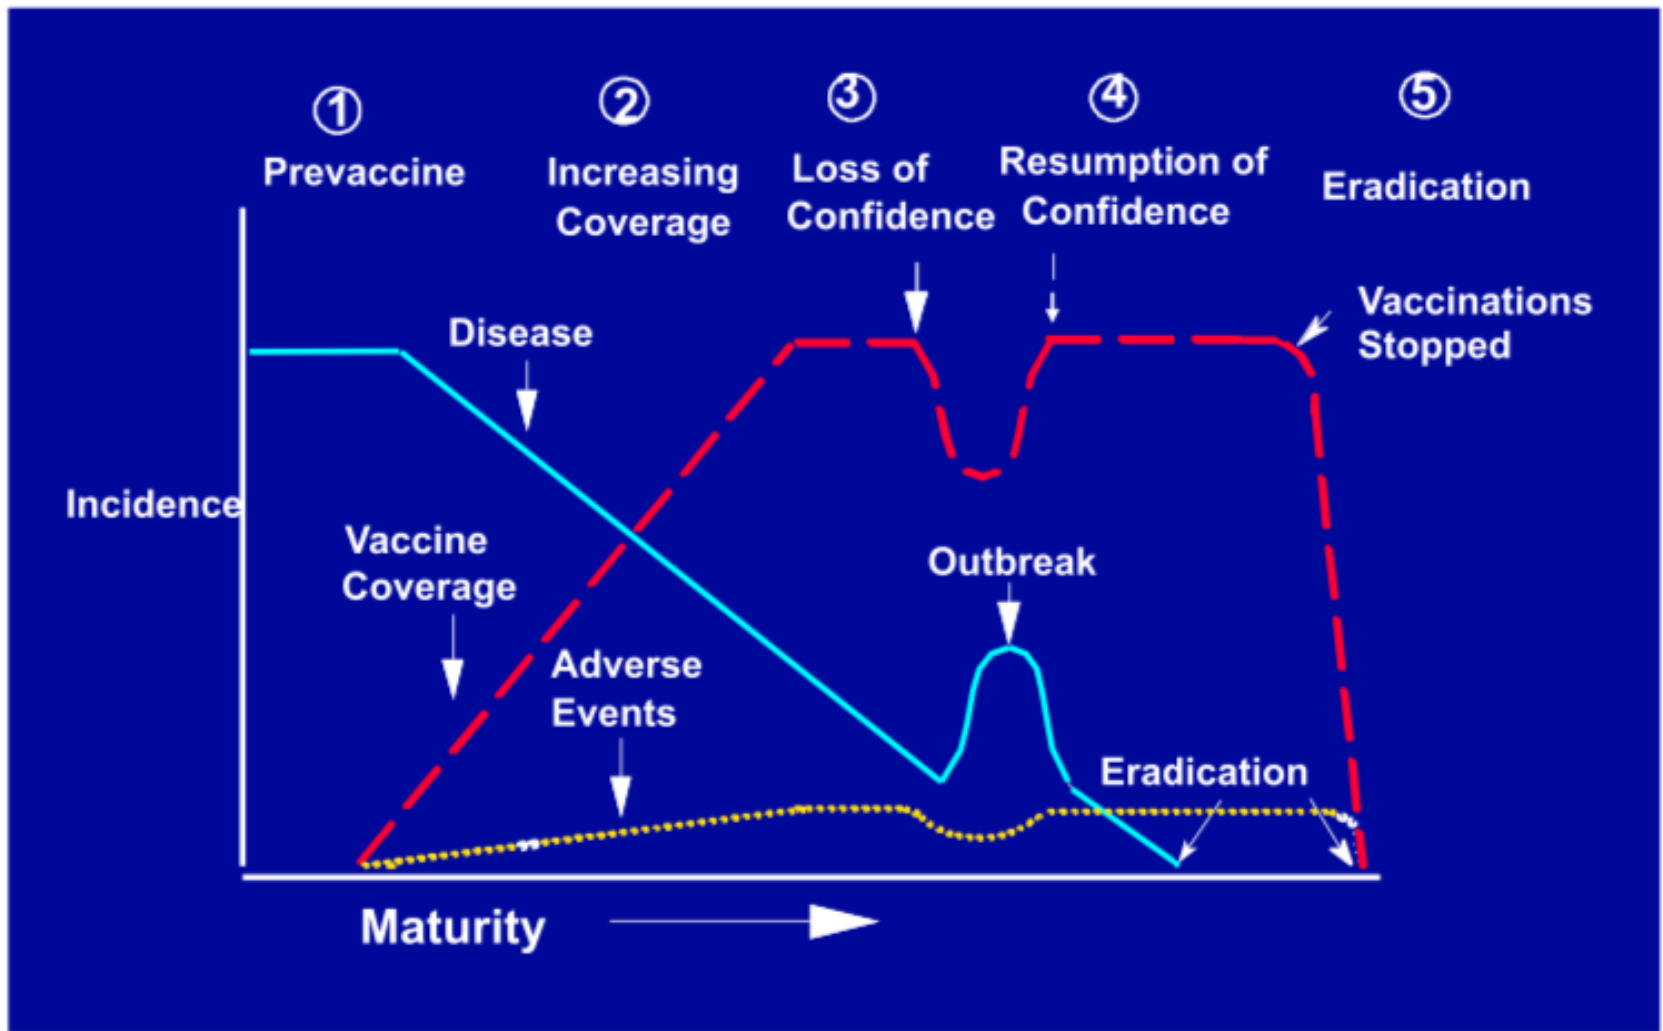 ①
Prevaccine
②
Increasing
Coverage
③
Loss of
Confidence
④
Resumption of
Confidence
⑤
Eradication
Vaccinations
Stopped
Disease
Incidence
Vaccine
Coverage
Outbreak
Adverse
Events
Eradication
Maturity